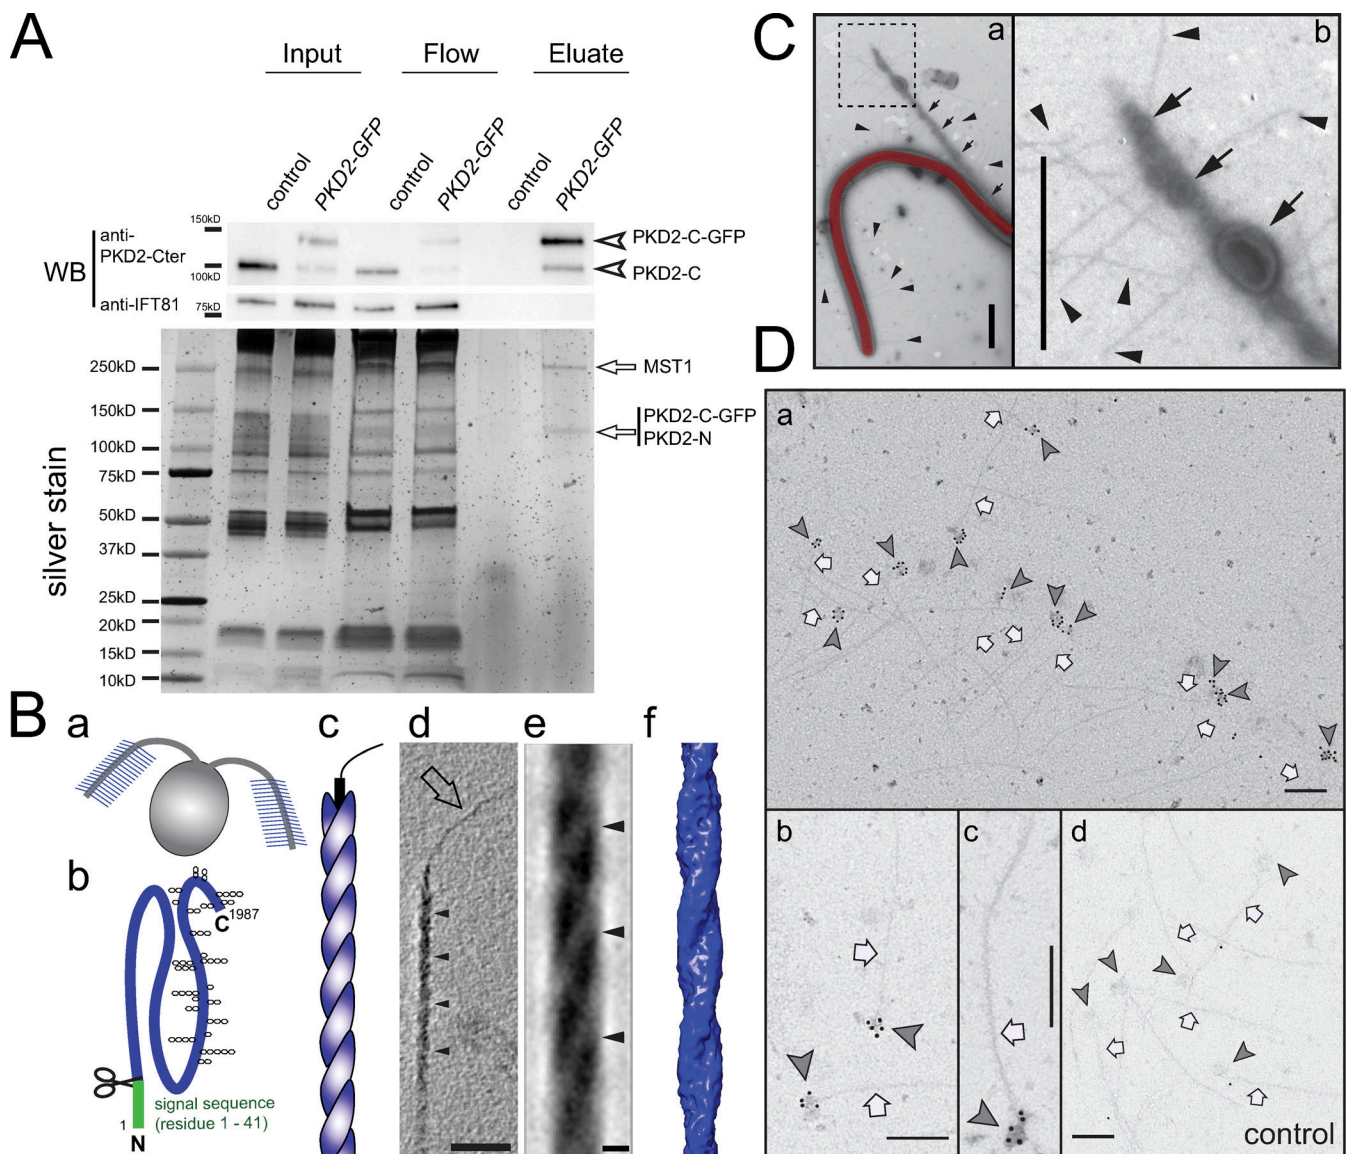 A
Input Flow Eluate
control
PKD2-GFP
control
PKD2-GFP
control
PKD2-GFP
WB
anti-
PKD2-Cter
150kD
100kD
PKD2-C-GFP
PKD2-C
anti-IFT81
75kD
silver stain
250kD
150kD
100kD
75kD
50kD
37kD
25kD
20kD
15kD
10kD
MST1
PKD2-C-GFP
PKD2-N
B
a
b
C
1987
1
N
signal sequence
(residue 1 - 41)
c
d
e
f
C
a
b
D
a
b
c
d
control